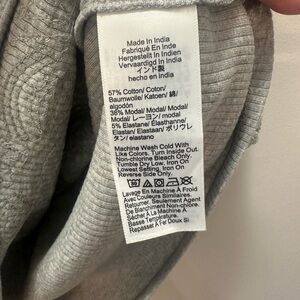 Made in India
Fabriqué En Inde
Hergestellt In Indien
Vervaardigd in India
インド製
hecho en India
57% Cotton/ Coton/
Baumwolle/ Katoen/ 綿/
algodón
38% Modal/ Modal/ Modal/
Modal/ レーヨン/ modal
5% Elastane/ Élasthanne/
Elastan/ Elastaan/ ポリウレ
タン/ elastano
Machine Wash Cold With
Like Colors. Turn Inside Out.
Non-chlorine Bleach Only.
Tumble Dry Low. Iron On
Lowest Setting, Iron On
Reverse Side Only.
Lavage En Machine À Froid
Avec Couleurs Similaires.
Retourner. Seulement Agent
De Blanchiment Non-chlore.
Sécher À La Machine À
Basse Température.
Repasser À Fer Doux Si